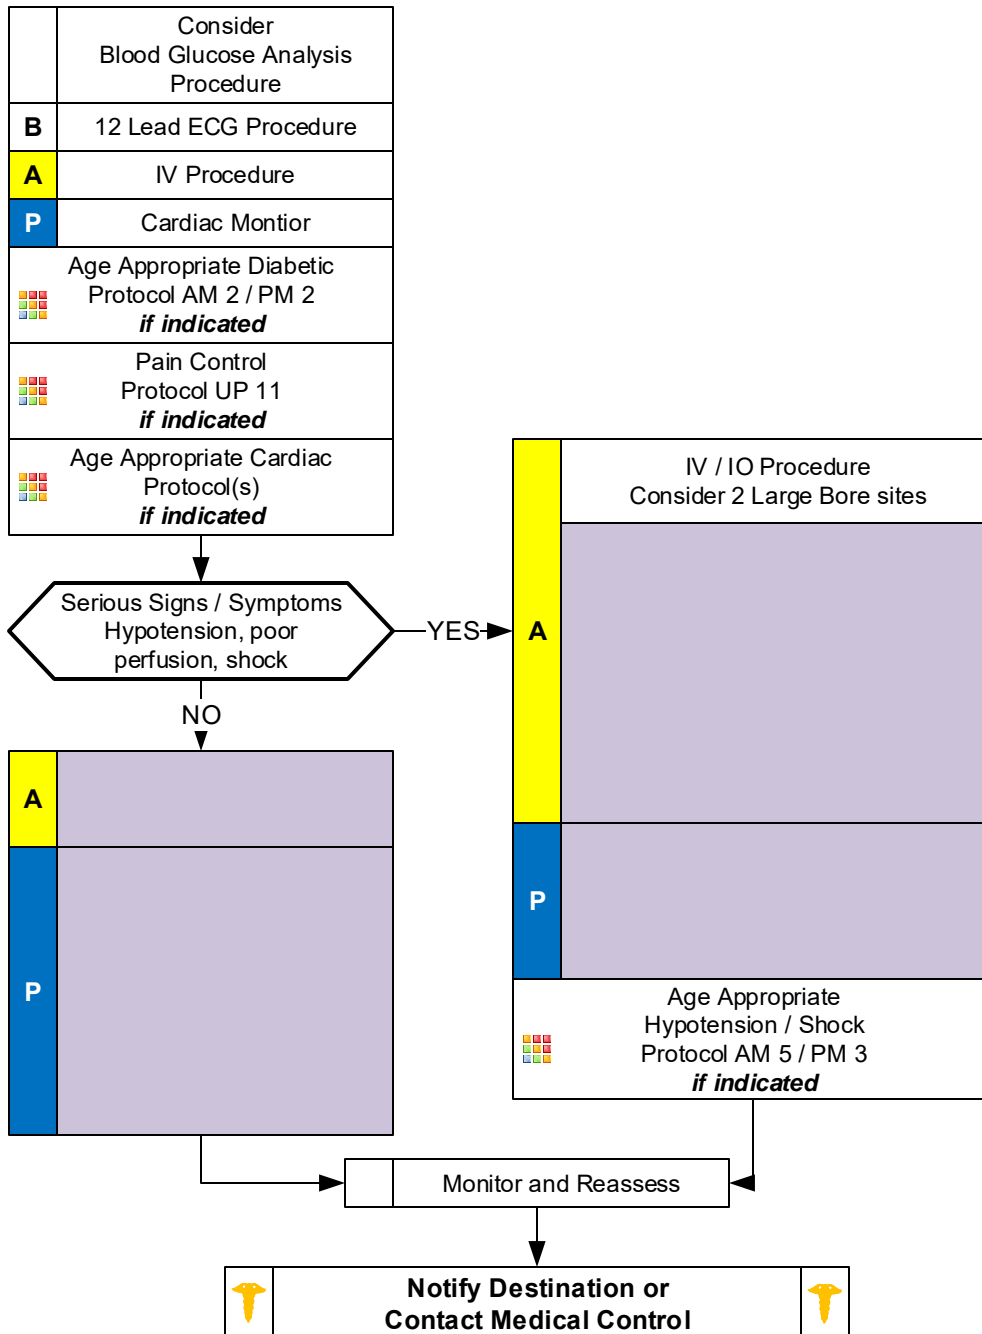 Consider
Blood Glucose Analysis
Procedure
B 12 Lead ECG Procedure
A IV Procedure
P Cardiac Montior
Age Appropriate Diabetic
Protocol AM 2 / PM 2
if indicated
Pain Control
Protocol UP 11
if indicated
Age Appropriate Cardiac
Protocol(s)
if indicated
Serious Signs / Symptoms
Hypotension, poor
perfusion, shock
YES
NO
A
P
IV / IO Procedure
Consider 2 Large Bore sites
A
P
Age Appropriate
Hypotension / Shock
Protocol AM 5 / PM 3
if indicated
Monitor and Reassess
Notify Destination or
Contact Medical Control